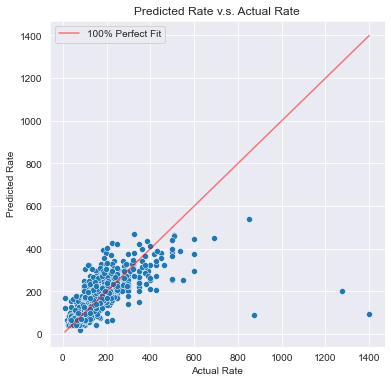 Predicted Rate v.s. Actual Rate
100% Perfect Fit
1400
1200
1000
800
600
400
200
0
Predicted Rate
0 200 400 600 800 1000 1200 1400
Actual Rate